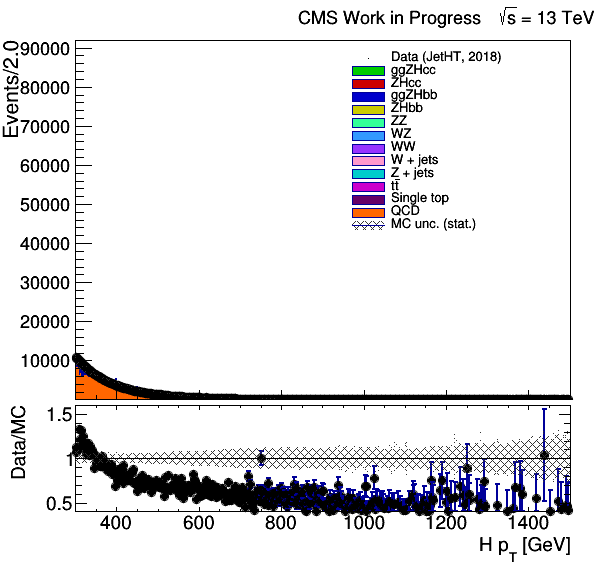 CMS Work in Progress √s = 13 TeV
Events/2.0
90000
80000
70000
60000
50000
40000
30000
20000
10000
Data (JetHT, 2018)
ggZHcc
ZHcc
ggZHbb
ZHbb
ZZ
WZ
WW
W + jets
Z + jets
tt̄
Single top
QCD
MC unc. (stat.)
Data/MC
1.5
1
0.5
400 600 800 1000 1200 1400
H pT [GeV]